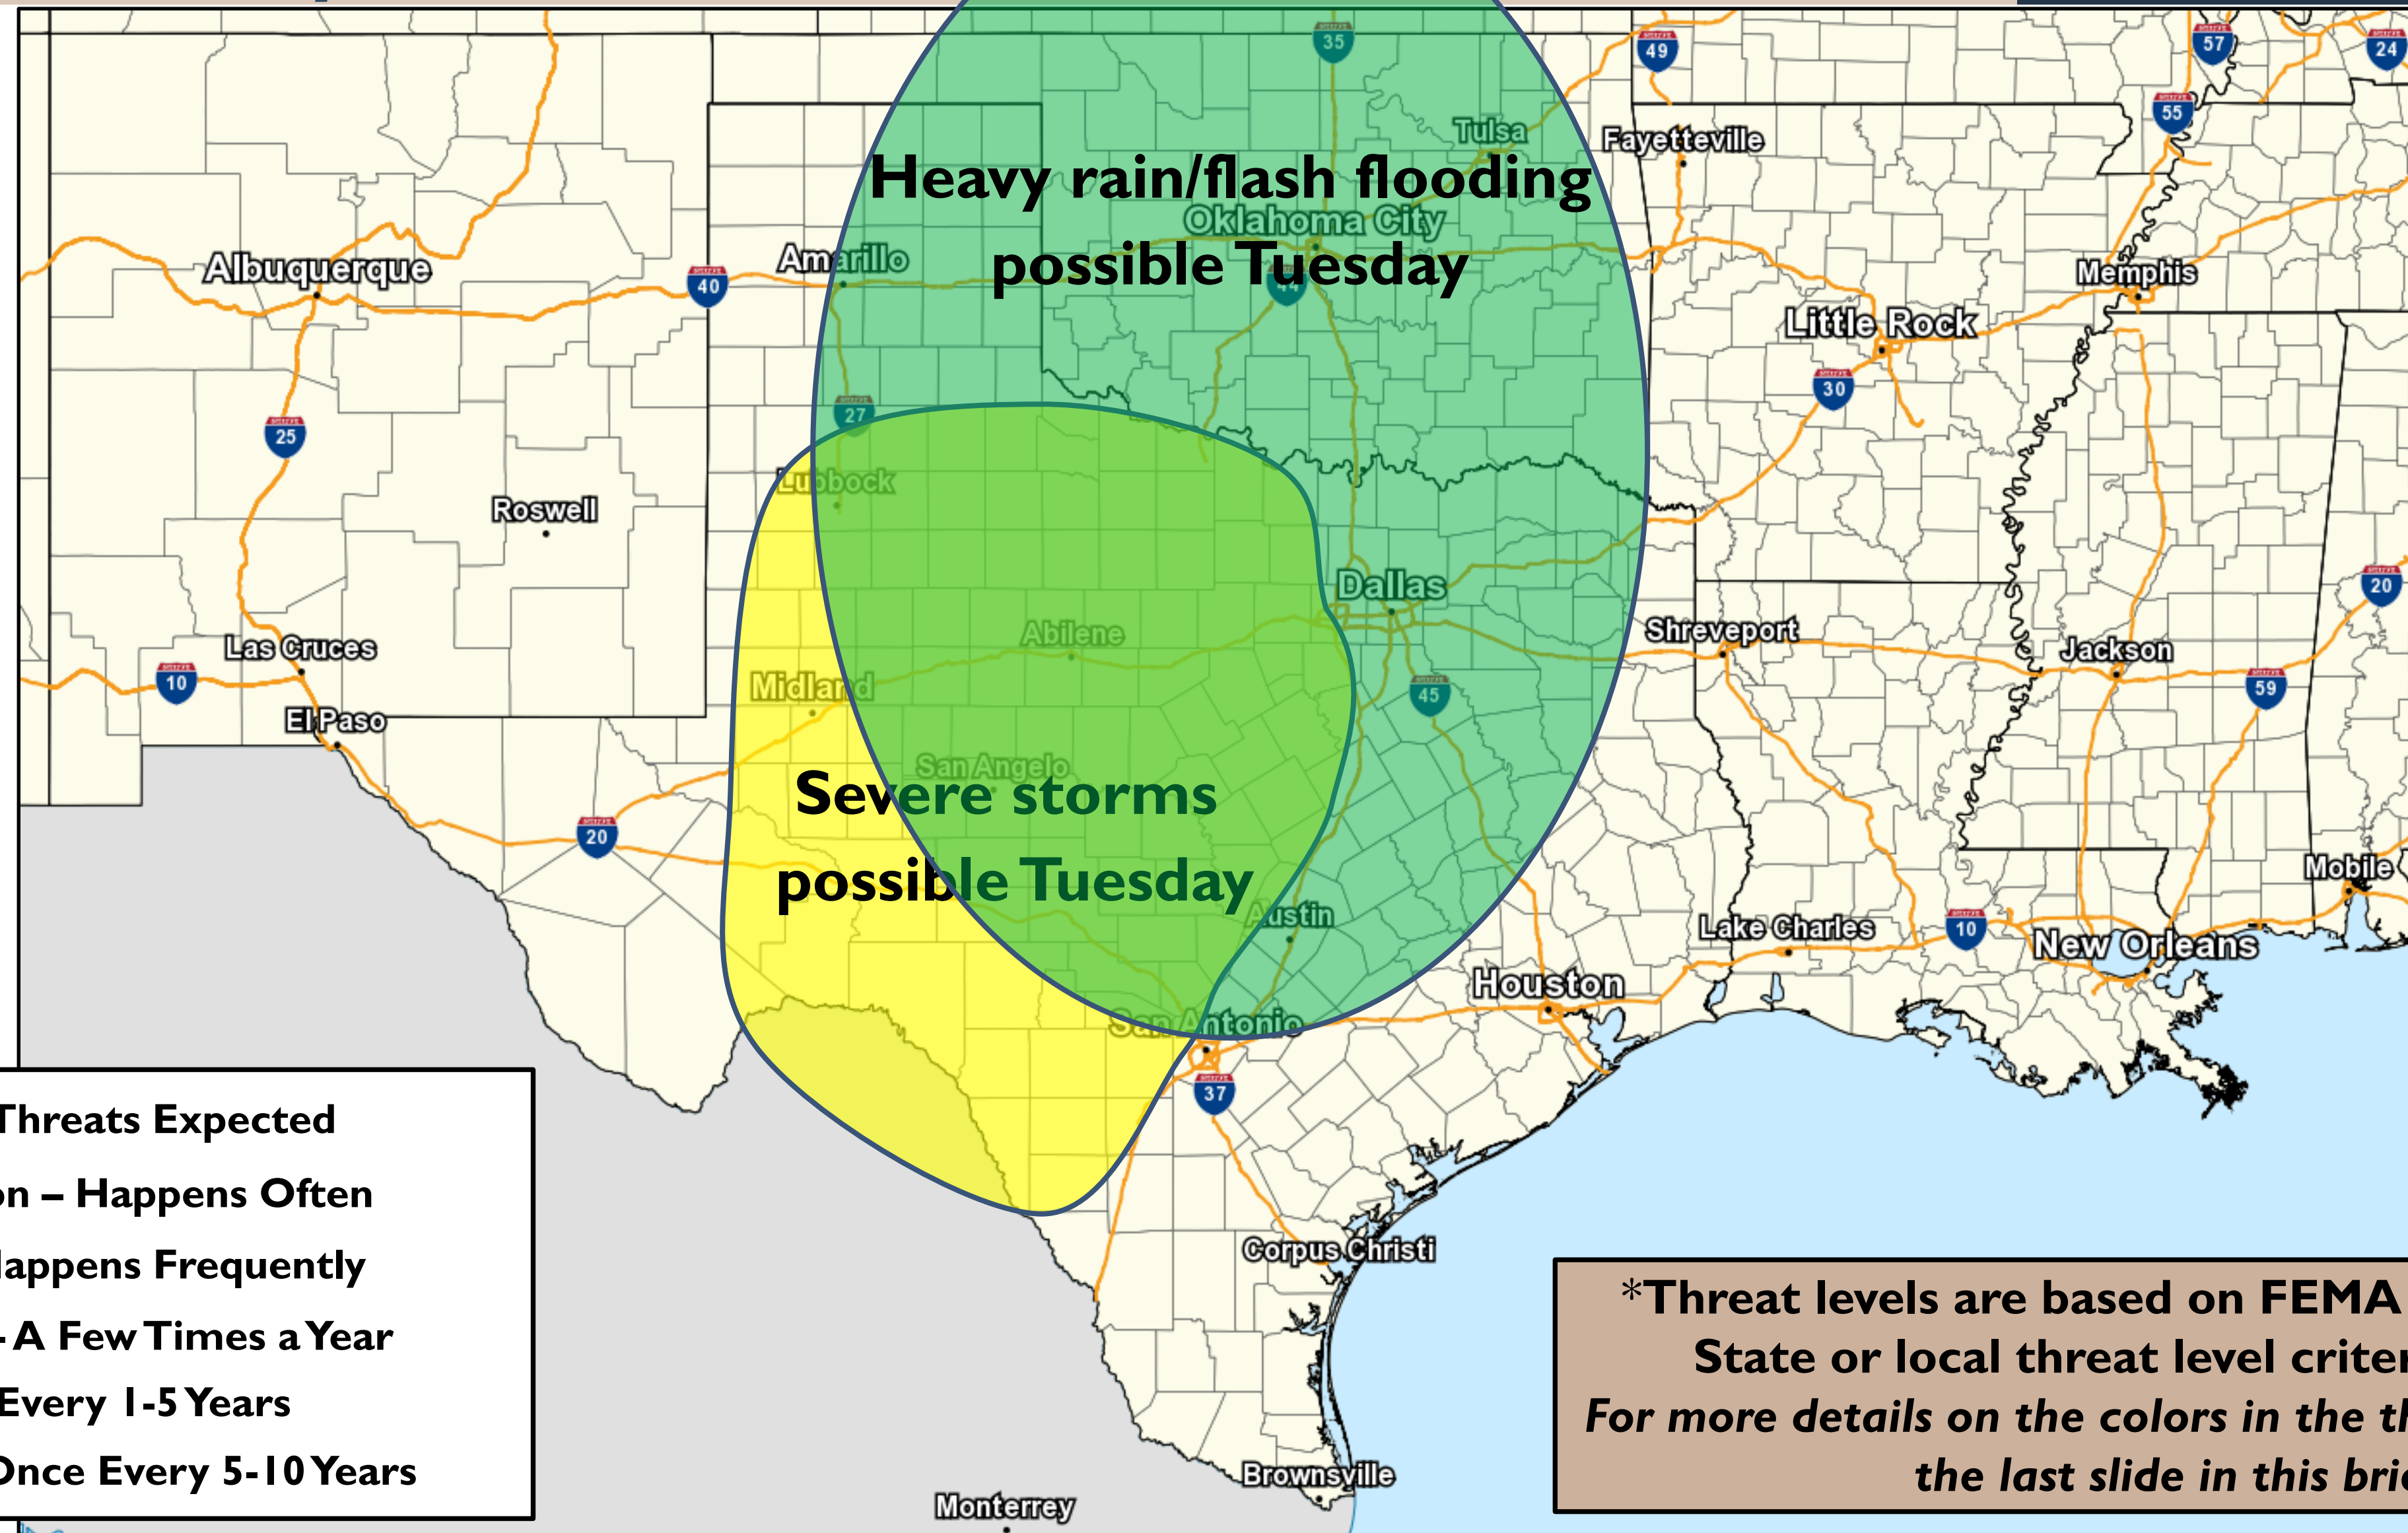 35
49
57
24
55
Tulsa
Fayetteville
Heavy rain/flash flooding
Oklahoma City
possible Tuesday
Albuquerque
Amarillo
40
Memphis
Little Rock
30
27
25
Lubbock
Roswell
Dallas
20
Abilene
Las Cruces
Shreveport
Jackson
10
Midland
45
59
El Paso
San Angelo
Severe storms
20
possible Tuesday
Mobile
Austin
Lake Charles
10
New Orleans
Houston
San Antonio
37
Threats Expected
on – Happens Often
Happens Frequently
- A Few Times a Year
Every 1-5 Years
Once Every 5-10 Years
Corpus Christi
*Threat levels are based on FEMA
State or local threat level criter
For more details on the colors in the th
the last slide in this brie
Brownsville
Monterrey